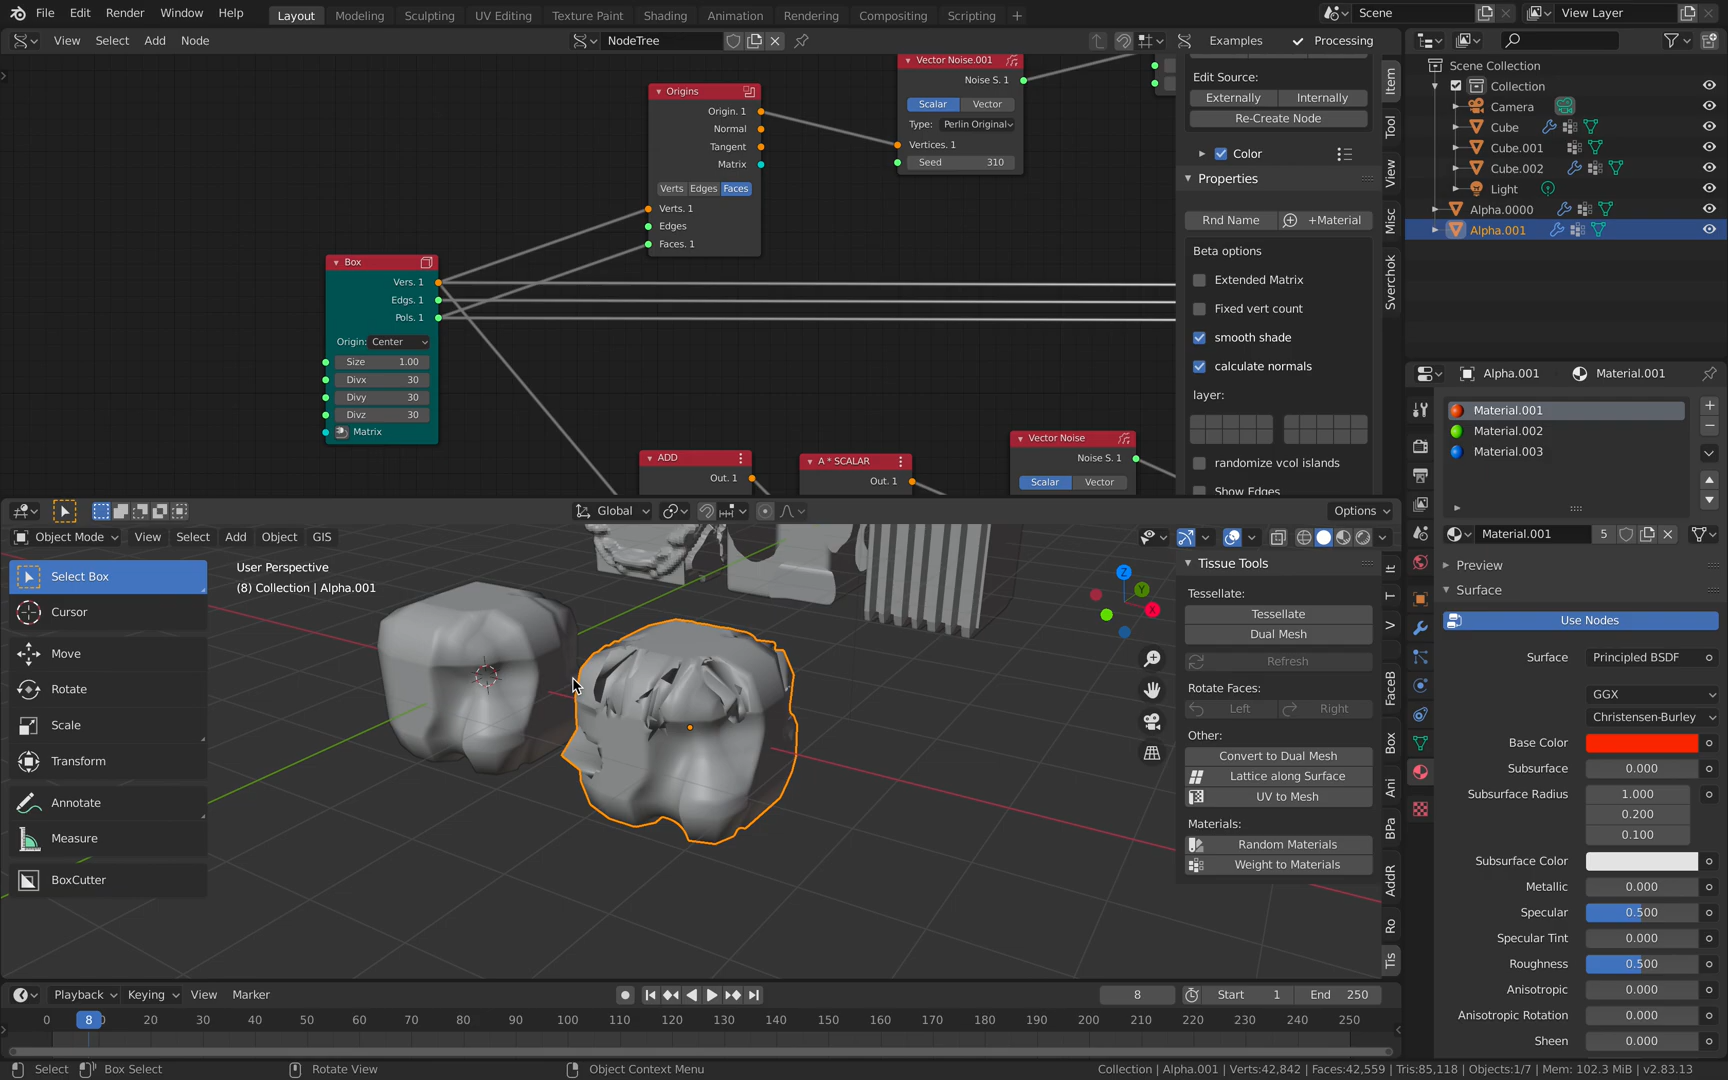 File Edit Render Window Help Layout Modeling Sculpting UV Editing Texture Paint Shading Animation Rendering Compositing Scripting + Scene View Layer
View Select Add Node NodeTree Examples Processing
Scene Collection
Collection
Camera
Cube
Cube.001
Cube.002
Light
Alpha.0000
Alpha.001
Vector Noise.001
Noise S. 1
Scalar Vector
Type: Perlin Original
Vertices. 1
Seed 310
Origins
Origin. 1
Normal
Tangent
Matrix
Verts Edges Faces
Verts. 1
Edges
Faces. 1
Box
Vers. 1
Edgs. 1
Pols. 1
Origin: Center
Size 1.00
Divx 30
Divy 30
Divz 30
Matrix
ADD
Out. 1
A * SCALAR
Out. 1
Vector Noise
Noise S. 1
Scalar Vector
Edit Source:
Externally Internally
Re-Create Node
Color
Properties
Rnd Name +Material
Beta options
Extended Matrix
Fixed vert count
smooth shade
calculate normals
layer:
randomize vcol islands
Show Edges
Item
Tool
View
Misc
Sverchok
Alpha.001 Material.001
Material.001
Material.002
Material.003
Material.001 5
Preview
Surface
Use Nodes
Surface Principled BSDF
GGX
Christensen-Burley
Base Color
Subsurface 0.000
Subsurface Radius 1.000
0.200
0.100
Subsurface Color
Metallic 0.000
Specular 0.500
Specular Tint 0.000
Roughness 0.500
Anisotropic 0.000
Anisotropic Rotation 0.000
Sheen 0.000
Global Options
Object Mode View Select Add Object GIS
Select Box
Cursor
Move
Rotate
Scale
Transform
Annotate
Measure
BoxCutter
User Perspective
(8) Collection | Alpha.001
Z
Y
X
Tissue Tools
Tessellate:
Tessellate
Dual Mesh
Refresh
Rotate Faces:
Left Right
Other:
Convert to Dual Mesh
Lattice along Surface
UV to Mesh
Materials:
Random Materials
Weight to Materials
It
T
V
FaceB
Box
Ani
BPa
AddR
Ro
Tis
Playback Keying View Marker 8 Start 1 End 250
0 8 20 30 40 50 60 70 80 90 100 110 120 130 140 150 160 170 180 190 200 210 220 230 240 250
Select Box Select Rotate View Object Context Menu Collection | Alpha.001 | Verts:42,842 | Faces:42,559 | Tris:85,118 | Objects:1/7 | Mem: 102.3 MiB | v2.83.13